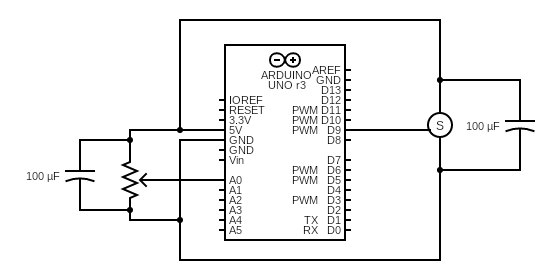 ARDUINO
UNO r3
AREF
GND
D13
IOREF D12
RESET PWM D11
3.3V PWM D10
5V PWM D9
GND D8
GND
Vin D7
PWM D6
A0 PWM D5
A1 D4
A2 PWM D3
A3 D2
A4 TX D1
A5 RX D0
100 µF
S
100 µF